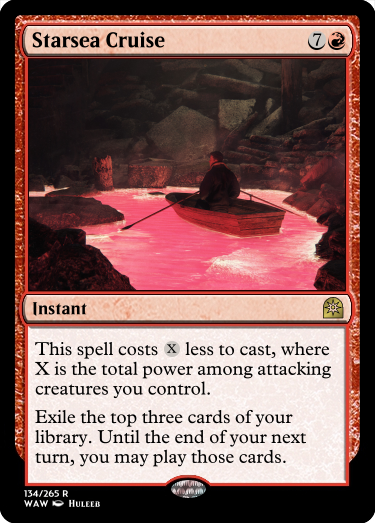 Starsea Cruise 7
Instant
This spell costs X less to cast, where
X is the total power among attacking
creatures you control.
Exile the top three cards of your
library. Until the end of your next
turn, you may play those cards.
134/265 R
WAW Huleeb